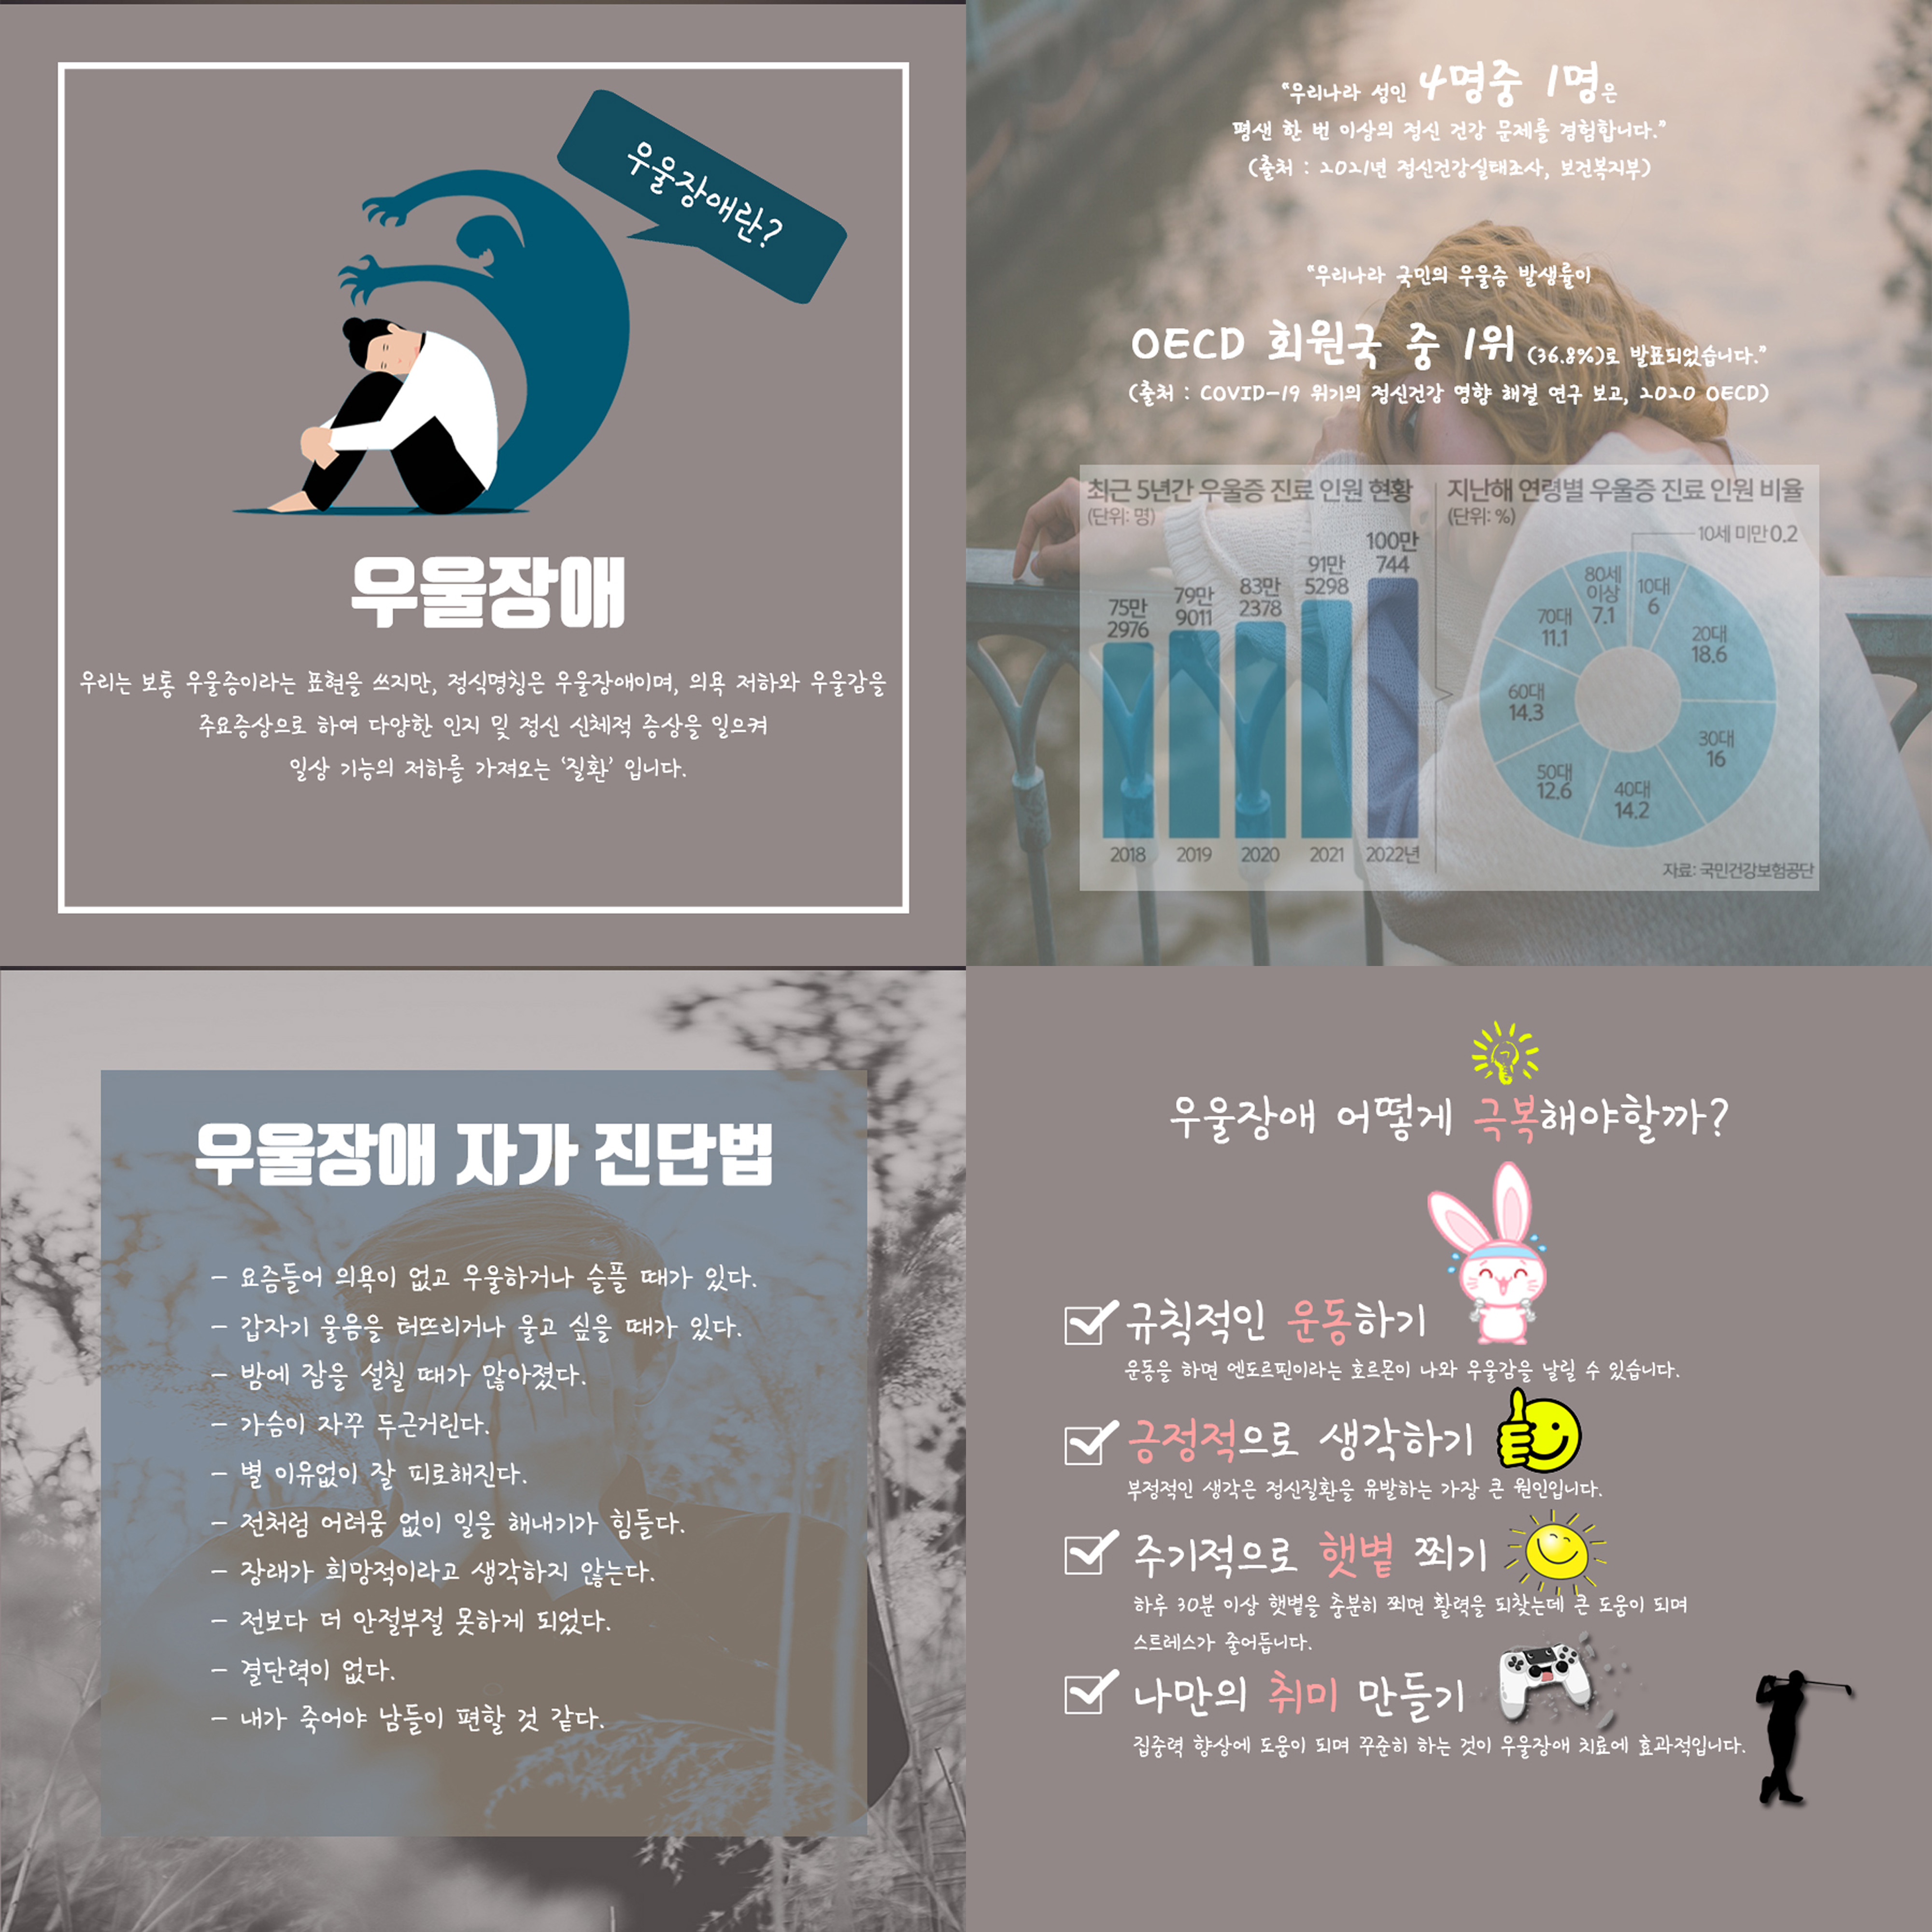 우울장애란?
우울장애
우리는 보통 우울증이라는 표현을 쓰지만, 정식명칭은 우울장애이며, 의욕 저하와 우울감을
주요증상으로 하여 다양한 인지 및 정신 신체적 증상을 일으켜
일상 기능의 저하를 가져오는 '질환' 입니다.
"우리나라 성인 4명중 1명은
평생 한 번 이상의 정신 건강 문제를 경험합니다."
(출처 : 2021년 정신건강실태조사, 보건복지부)
"우리나라 국민의 우울증 발생률이
OECD 회원국 중 1위 (36.8%)로 발표되었습니다."
(출처 : COVID-19 위기의 정신건강 영향 해결 연구 보고, 2020 OECD)
최근 5년간 우울증 진료 인원 현황
(단위: 명)
75만
2976
79만
9011
83만
2378
91만
5298
100만
744
2018 2019 2020 2021 2022년
지난해 연령별 우울증 진료 인원 비율
(단위: %)
10세 미만 0.2
10대
6
20대
18.6
30대
16
40대
14.2
50대
12.6
60대
14.3
70대
11.1
80세
이상
7.1
자료: 국민건강보험공단
우울장애 자가 진단법
- 요즘들어 의욕이 없고 우울하거나 슬플 때가 있다.
- 갑자기 울음을 터뜨리거나 울고 싶을 때가 있다.
- 밤에 잠을 설칠 때가 많아졌다.
- 가슴이 자꾸 두근거린다.
- 별 이유없이 잘 피로해진다.
- 전처럼 어려움 없이 일을 해내기가 힘들다.
- 장래가 희망적이라고 생각하지 않는다.
- 전보다 더 안절부절 못하게 되었다.
- 결단력이 없다.
- 내가 죽어야 남들이 편할 것 같다.
우울장애 어떻게 극복해야할까?
규칙적인 운동하기
운동을 하면 엔도르핀이라는 호르몬이 나와 우울감을 날릴 수 있습니다.
긍정적으로 생각하기
부정적인 생각은 정신질환을 유발하는 가장 큰 원인입니다.
주기적으로 햇볕 쬐기
하루 30분 이상 햇볕을 충분히 쬐면 활력을 되찾는데 큰 도움이 되며
스트레스가 줄어듭니다.
나만의 취미 만들기
집중력 향상에 도움이 되며 꾸준히 하는 것이 우울장애 치료에 효과적입니다.